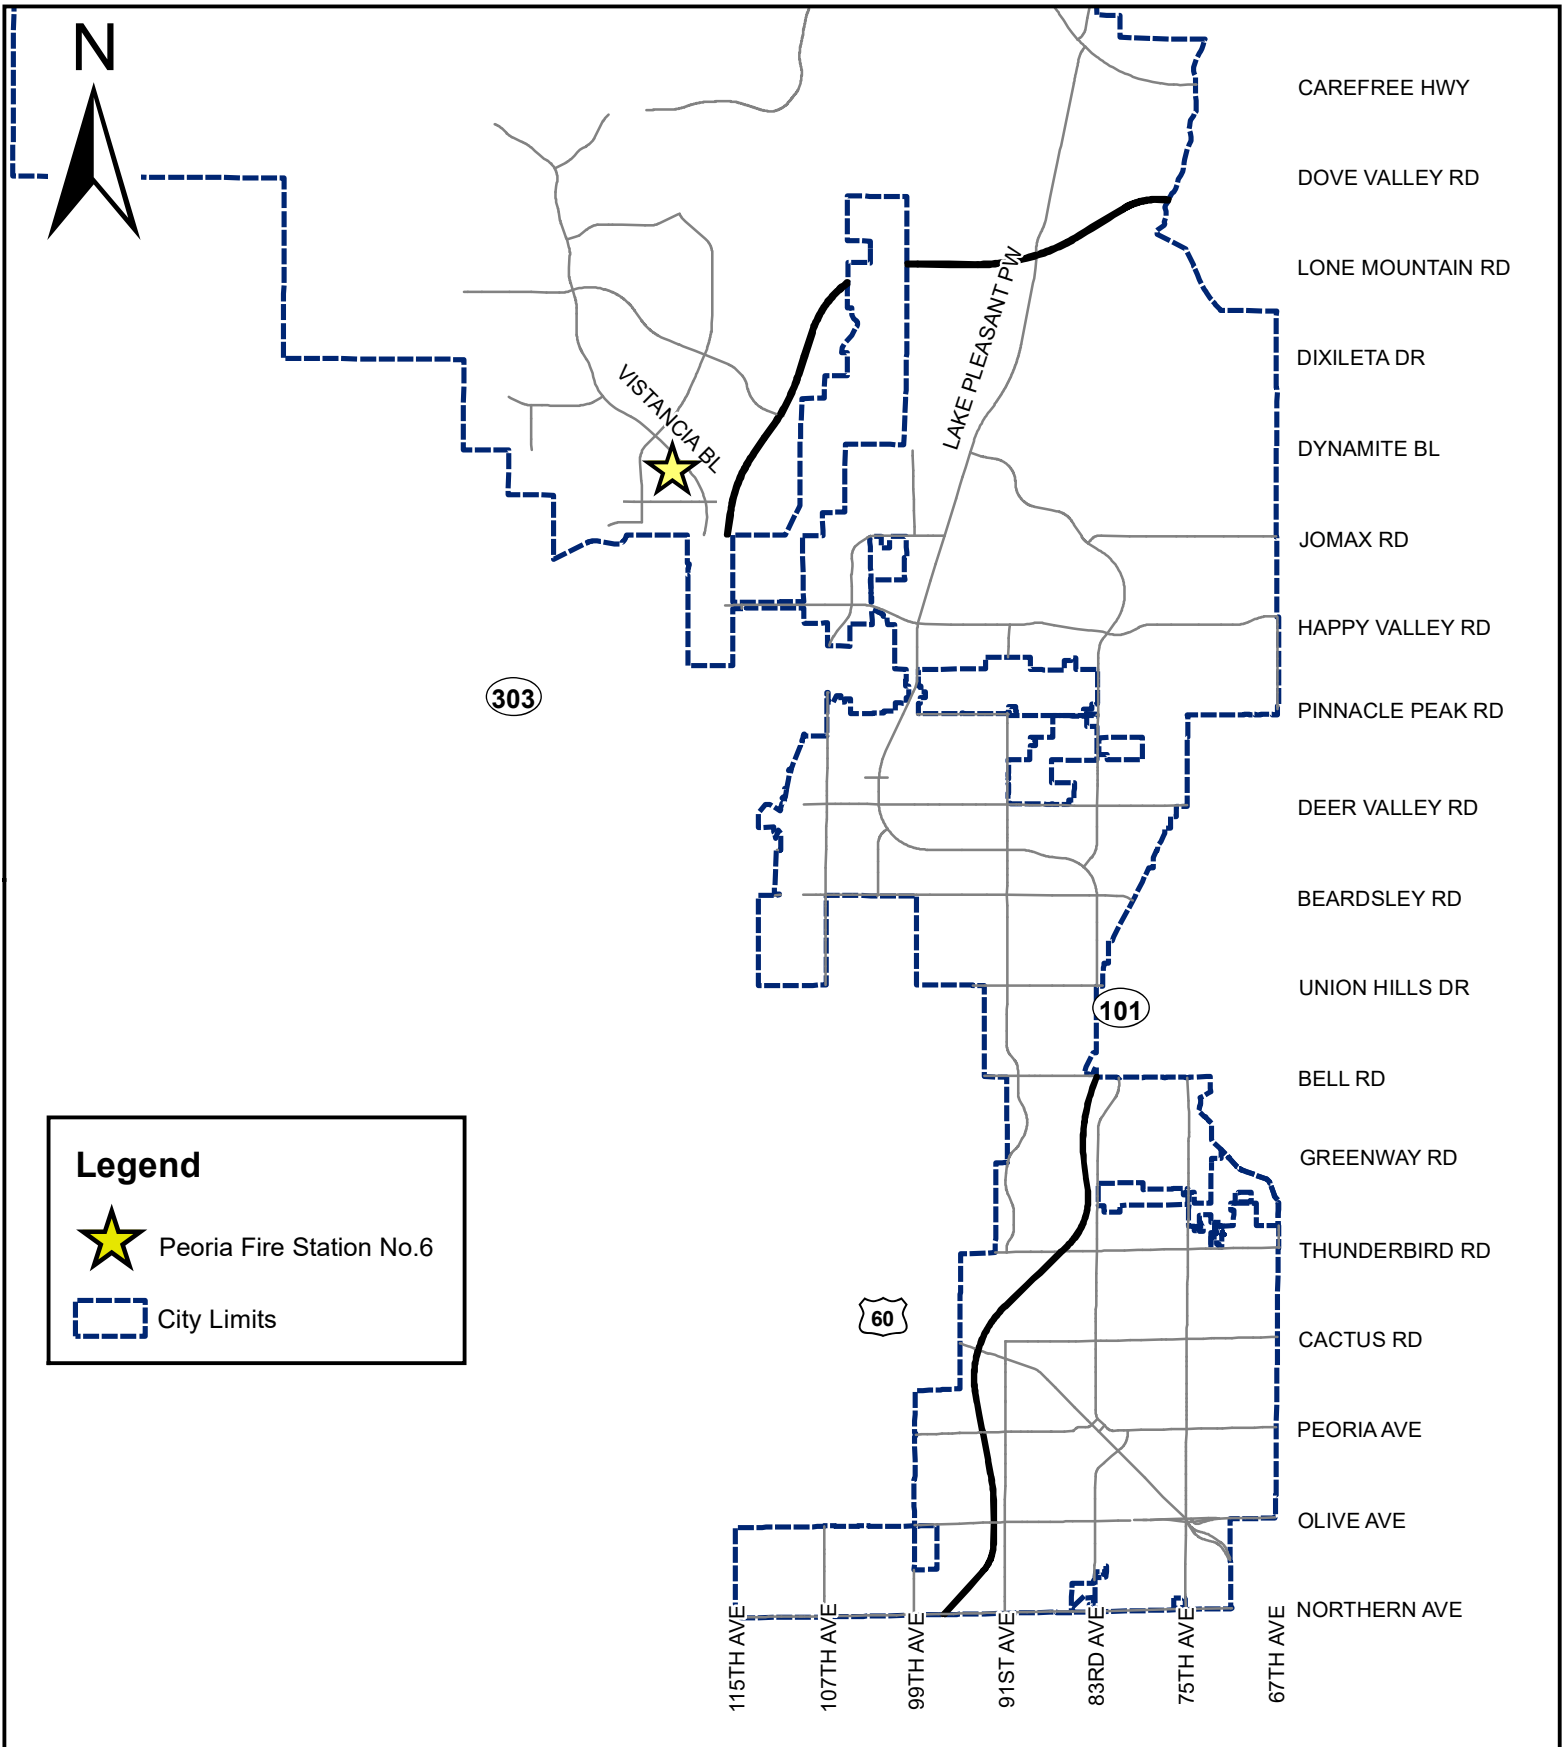 N
CAREFREE HWY
DOVE VALLEY RD
LONE MOUNTAIN RD
LAKE PLEASANT PW
DIXILETA DR
VISTANCIA BL
DYNAMITE BL
JOMAX RD
HAPPY VALLEY RD
303
PINNACLE PEAK RD
DEER VALLEY RD
BEARDSLEY RD
UNION HILLS DR
101
BELL RD
GREENWAY RD
Legend
Peoria Fire Station No.6
City Limits
THUNDERBIRD RD
60
CACTUS RD
PEORIA AVE
OLIVE AVE
NORTHERN AVE
115TH AVE
107TH AVE
99TH AVE
91ST AVE
83RD AVE
75TH AVE
67TH AVE